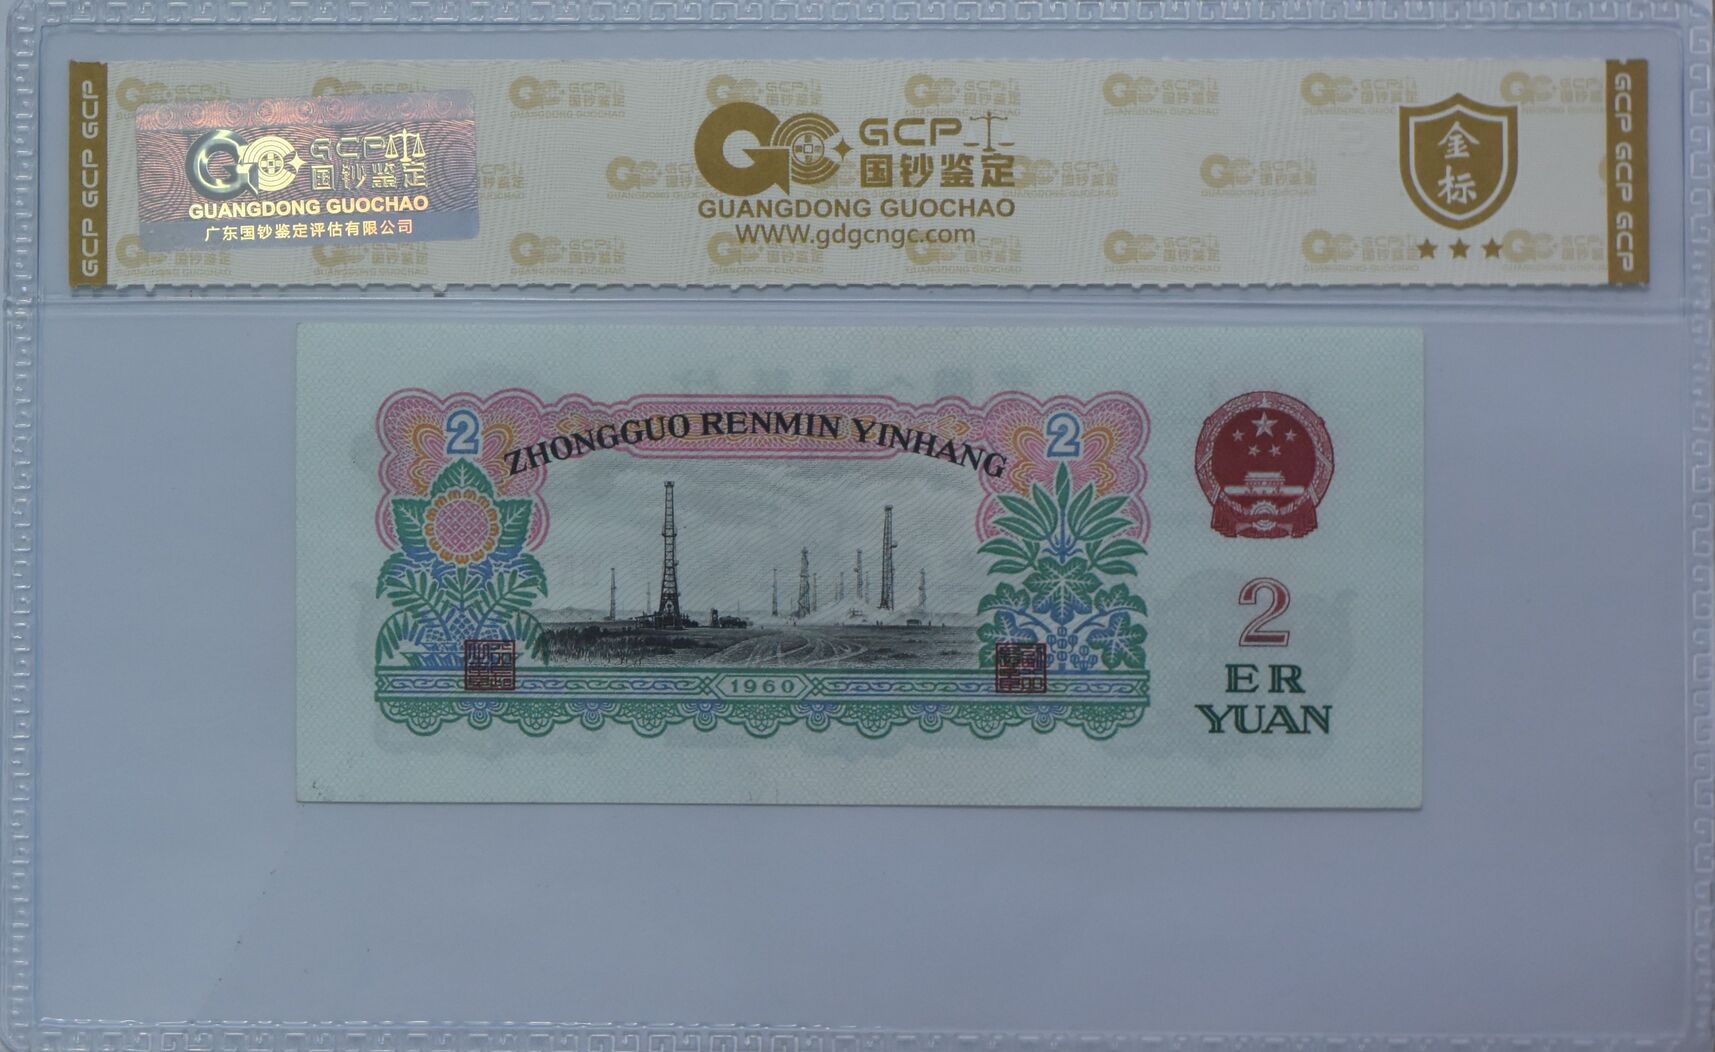 GCP GCP GCP
GCP
国钞鉴定
GUANGDONG GUOCHAO
广东国钞鉴定评估有限公司
GCP
国钞鉴定
GUANGDONG GUOCHAO
WWW.gdgcngc.com
金标
GCP GCP GCP
2
ZHONGGUO RENMIN YINHANG
2
1960
2
ER
YUAN